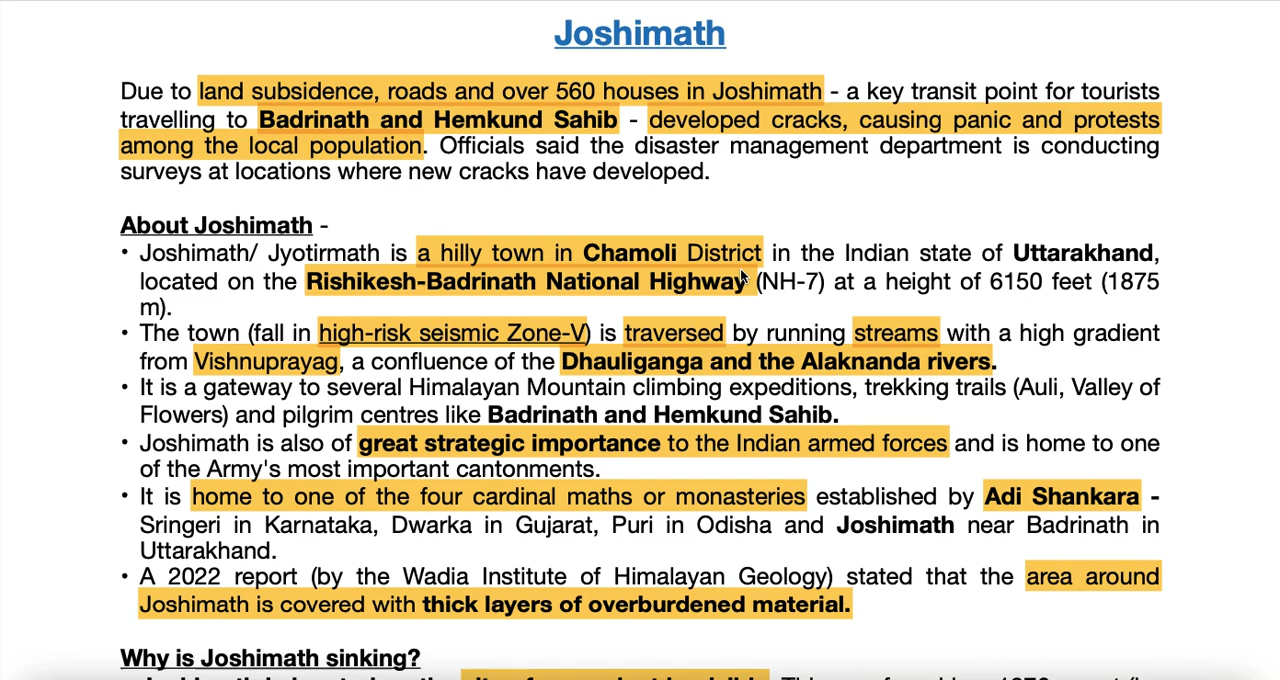 Joshimath
Due to land subsidence, roads and over 560 houses in Joshimath - a key transit point for tourists
travelling to Badrinath and Hemkund Sahib - developed cracks, causing panic and protests
among the local population. Officials said the disaster management department is conducting
surveys at locations where new cracks have developed.
About Joshimath -
• Joshimath/ Jyotirmath is a hilly town in Chamoli District in the Indian state of Uttarakhand,
located on the Rishikesh-Badrinath National Highway (NH-7) at a height of 6150 feet (1875
m).
• The town (fall in high-risk seismic Zone-V) is traversed by running streams with a high gradient
from Vishnuprayag, a confluence of the Dhauliganga and the Alaknanda rivers.
• It is a gateway to several Himalayan Mountain climbing expeditions, trekking trails (Auli, Valley of
Flowers) and pilgrim centres like Badrinath and Hemkund Sahib.
• Joshimath is also of great strategic importance to the Indian armed forces and is home to one
of the Army's most important cantonments.
• It is home to one of the four cardinal maths or monasteries established by Adi Shankara -
Sringeri in Karnataka, Dwarka in Gujarat, Puri in Odisha and Joshimath near Badrinath in
Uttarakhand.
• A 2022 report (by the Wadia Institute of Himalayan Geology) stated that the area around
Joshimath is covered with thick layers of overburdened material.
Why is Joshimath sinking?